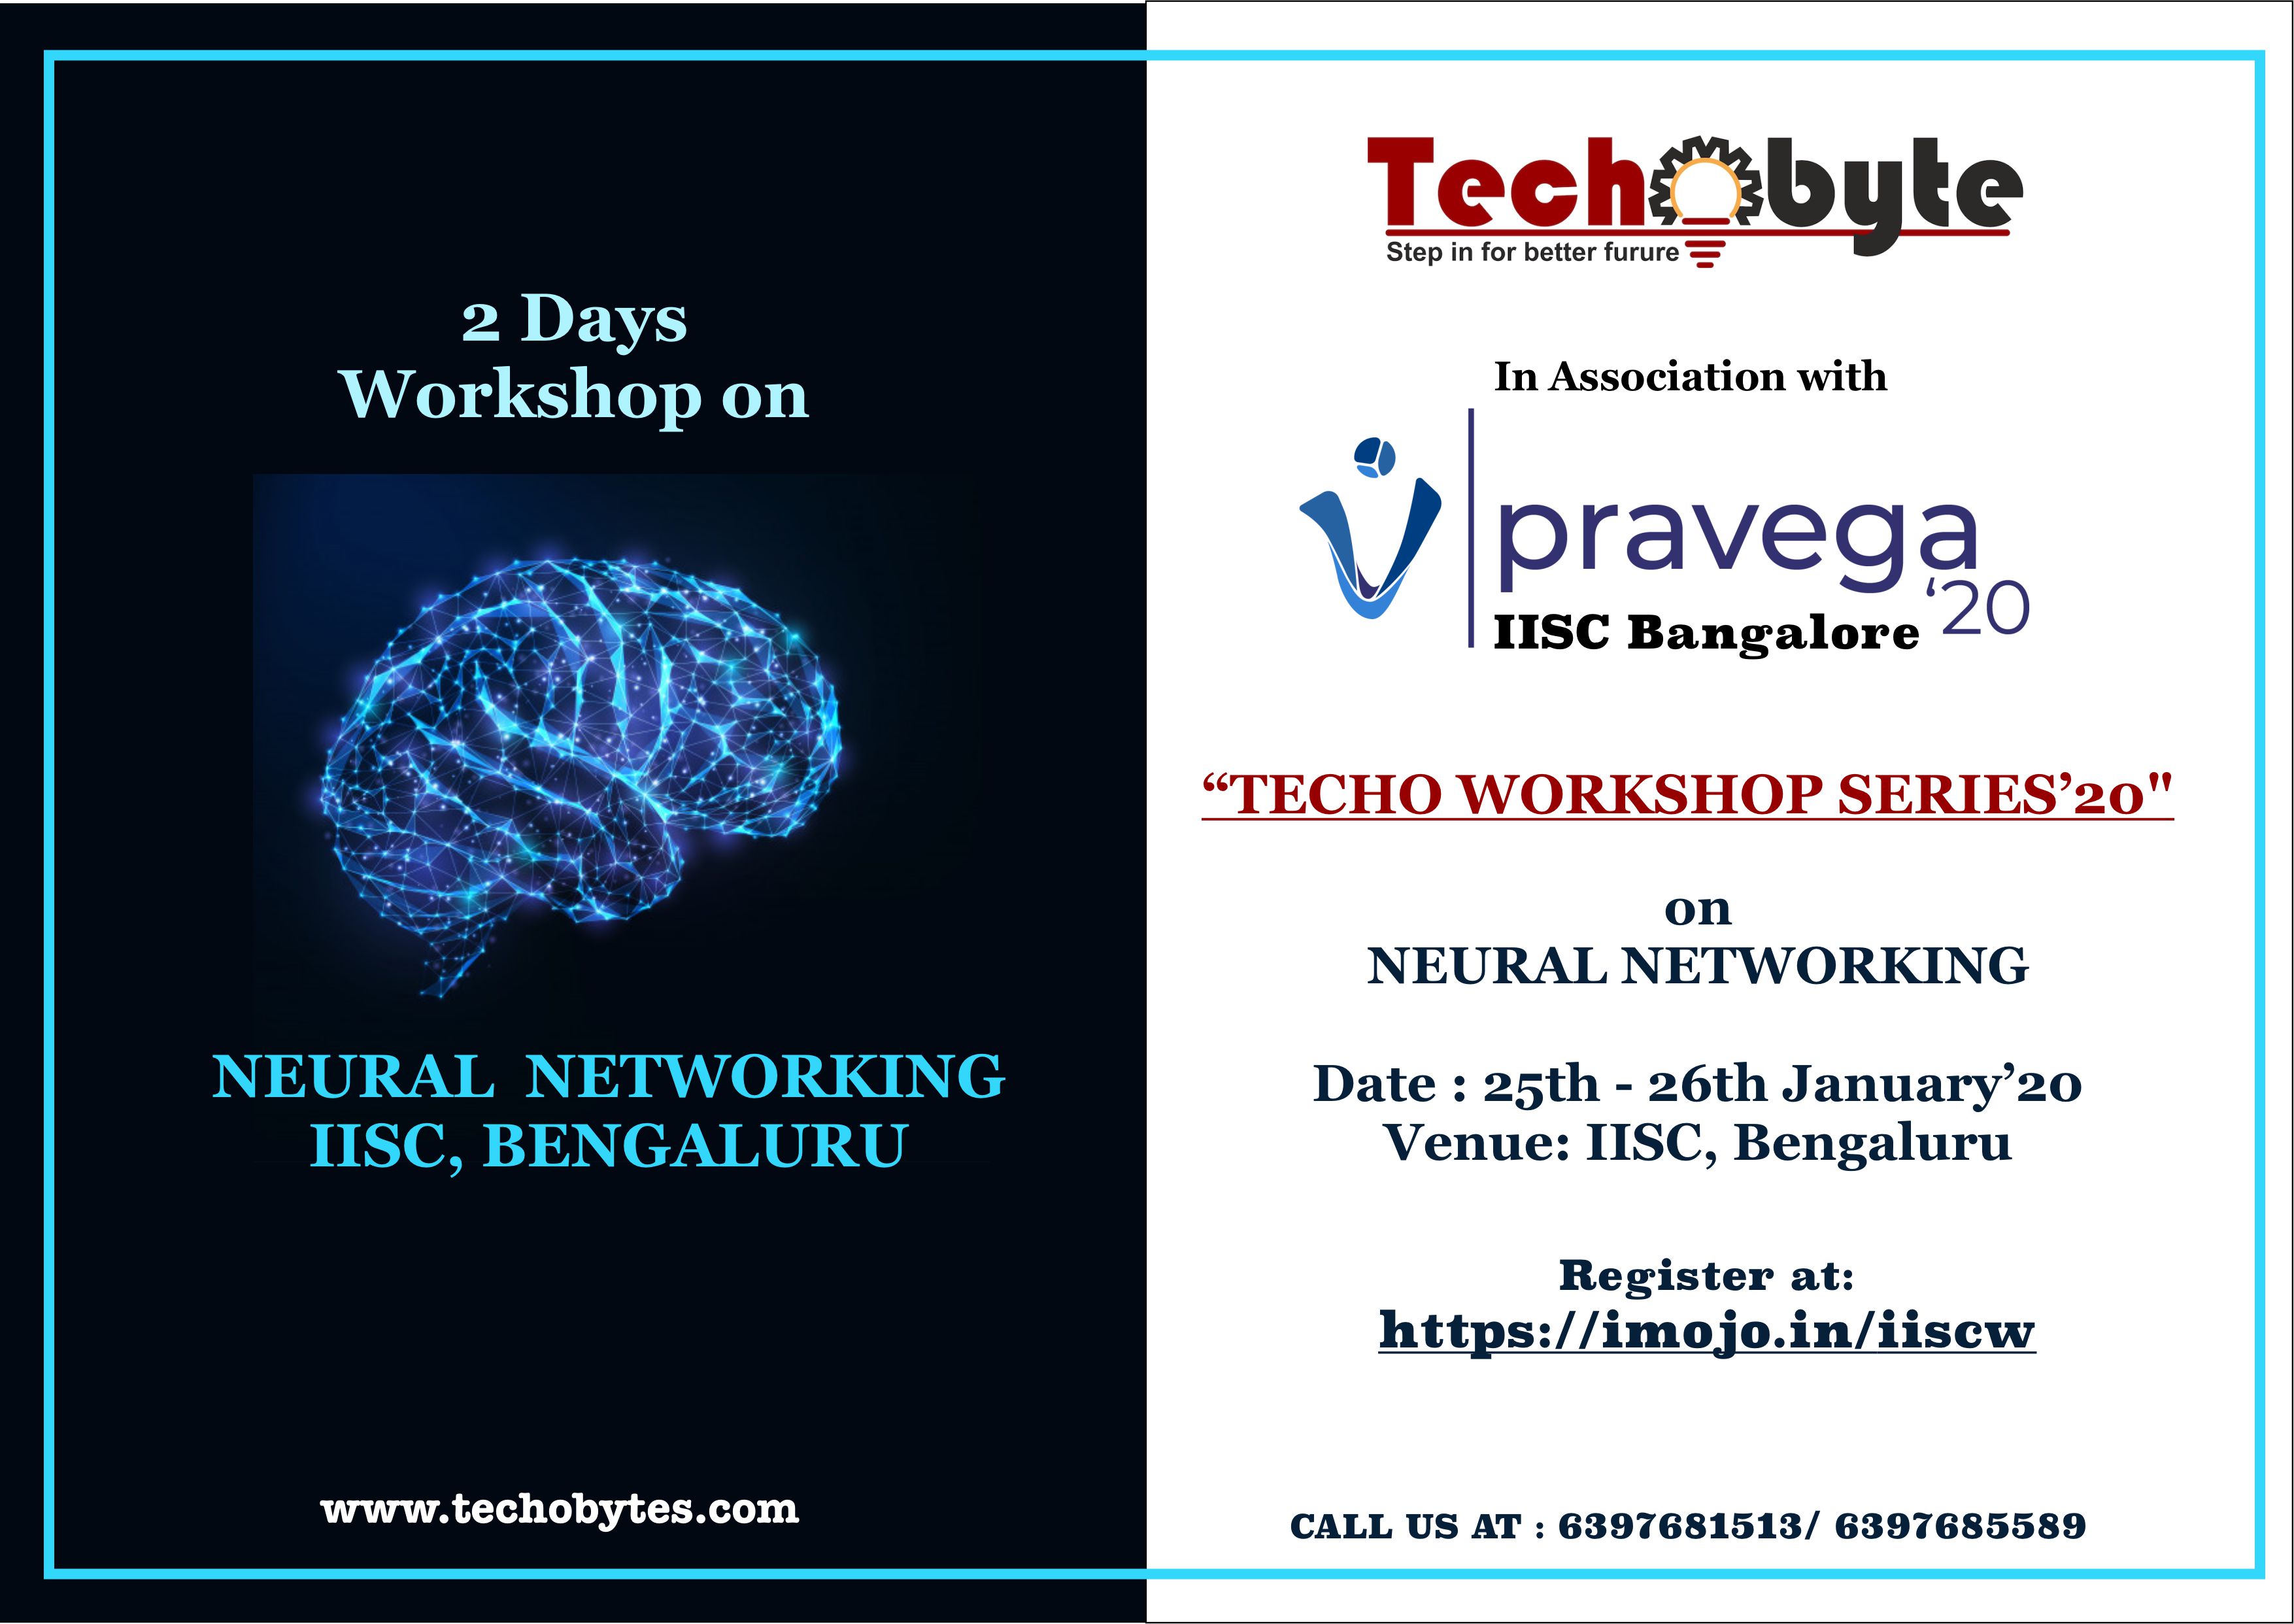 2 Days
Workshop on
NEURAL NETWORKING
IISC, BENGALURU
www.techobytes.com
Techobyte
Step in for better furure
In Association with
pravega
'20
IISC Bangalore
“TECHO WORKSHOP SERIES’20"
on
NEURAL NETWORKING
Date : 25th - 26th January’20
Venue: IISC, Bengaluru
Register at:
https://imojo.in/iiscw
CALL US AT : 6397681513/ 6397685589